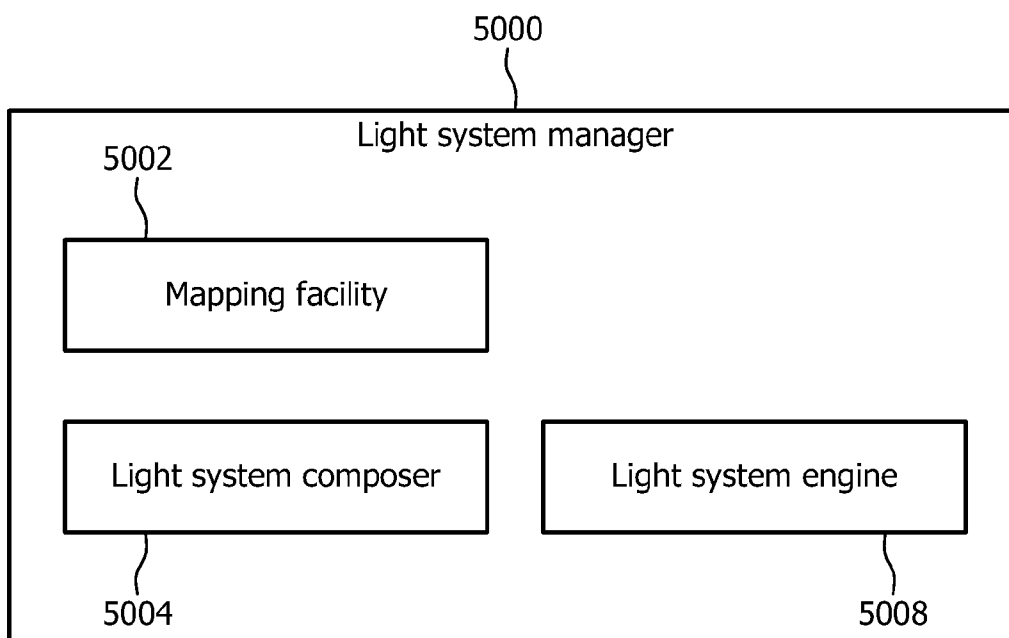 5000
Light system manager
5002
Mapping facility
Light system composer
Light system engine
5004
5008